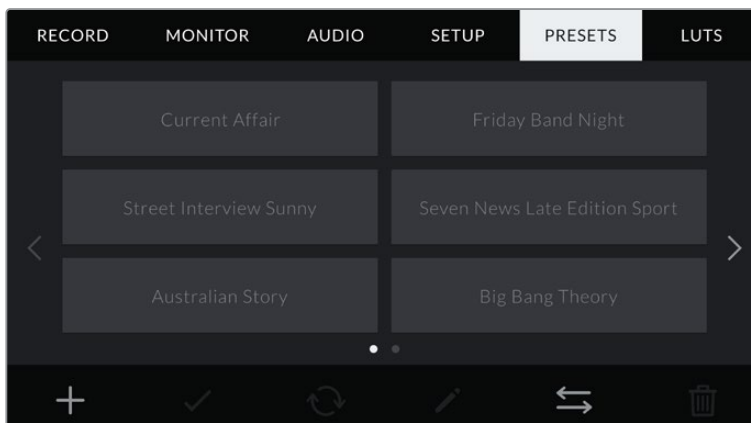 RECORD MONITOR AUDIO SETUP PRESETS LUTS
Current Affair Friday Band Night
Street Interview Sunny Seven News Late Edition Sport
Australian Story Big Bang Theory